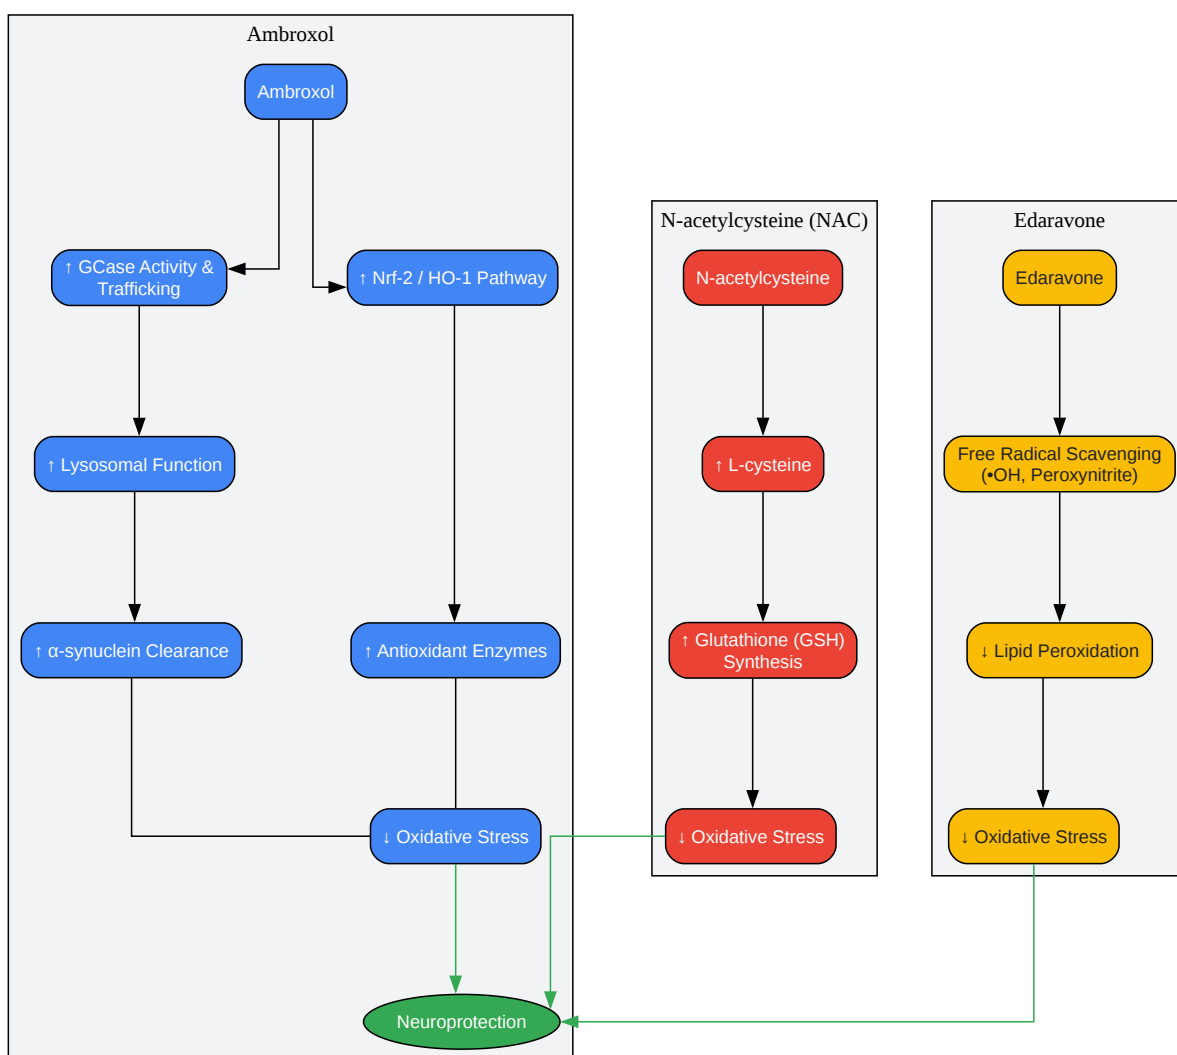 Ambroxol
Ambroxol
↑ GCase Activity &
Trafficking
↑ Nrf-2 / HO-1 Pathway
↑ Lysosomal Function
↑ α-synuclein Clearance
↑ Antioxidant Enzymes
↓ Oxidative Stress
Neuroprotection
N-acetylcysteine (NAC)
N-acetylcysteine
↑ L-cysteine
↑ Glutathione (GSH)
Synthesis
↓ Oxidative Stress
Edaravone
Edaravone
Free Radical Scavenging
(•OH, Peroxynitrite)
↓ Lipid Peroxidation
↓ Oxidative Stress